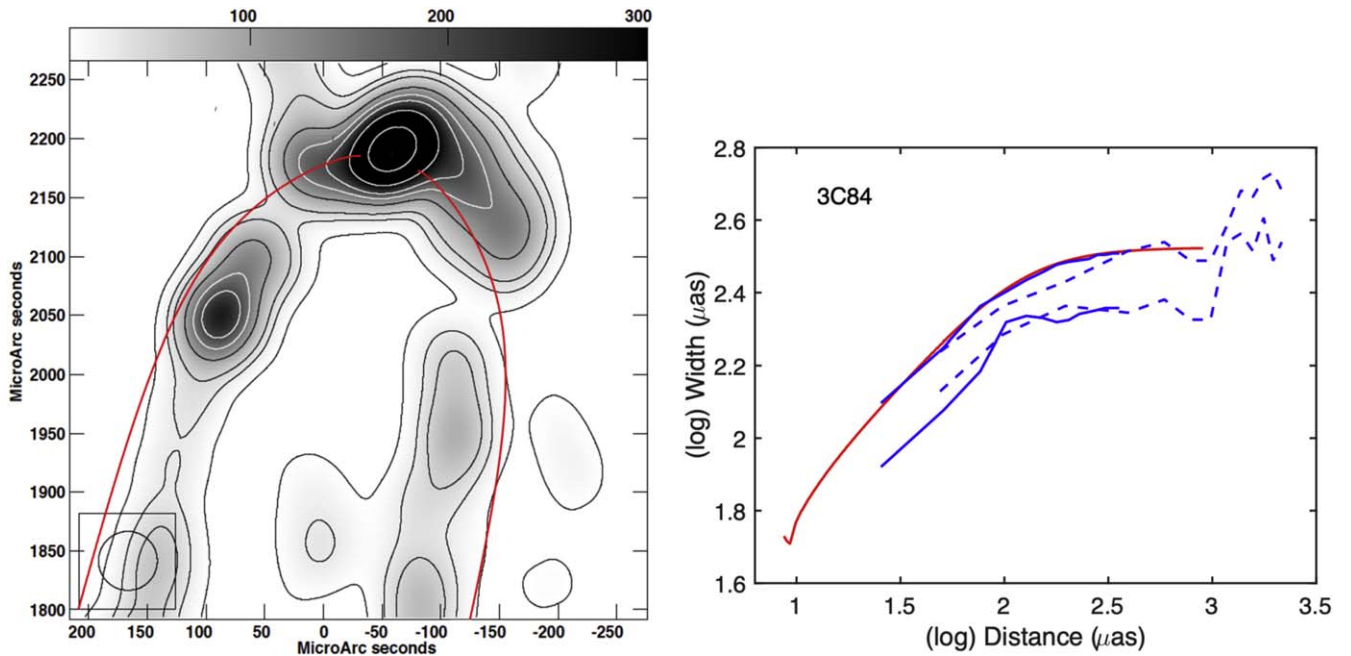 100 200 300
2250
2200
2150
2100
2050
2000
1950
1900
1850
1800
MicroArc seconds
200 150 100 50 0 -50 -100 -150 -200 -250
MicroArc seconds
3C84
2.8
2.6
2.4
2.2
2
1.8
1.6
(log) Width (μas)
1 1.5 2 2.5 3 3.5
(log) Distance (μas)